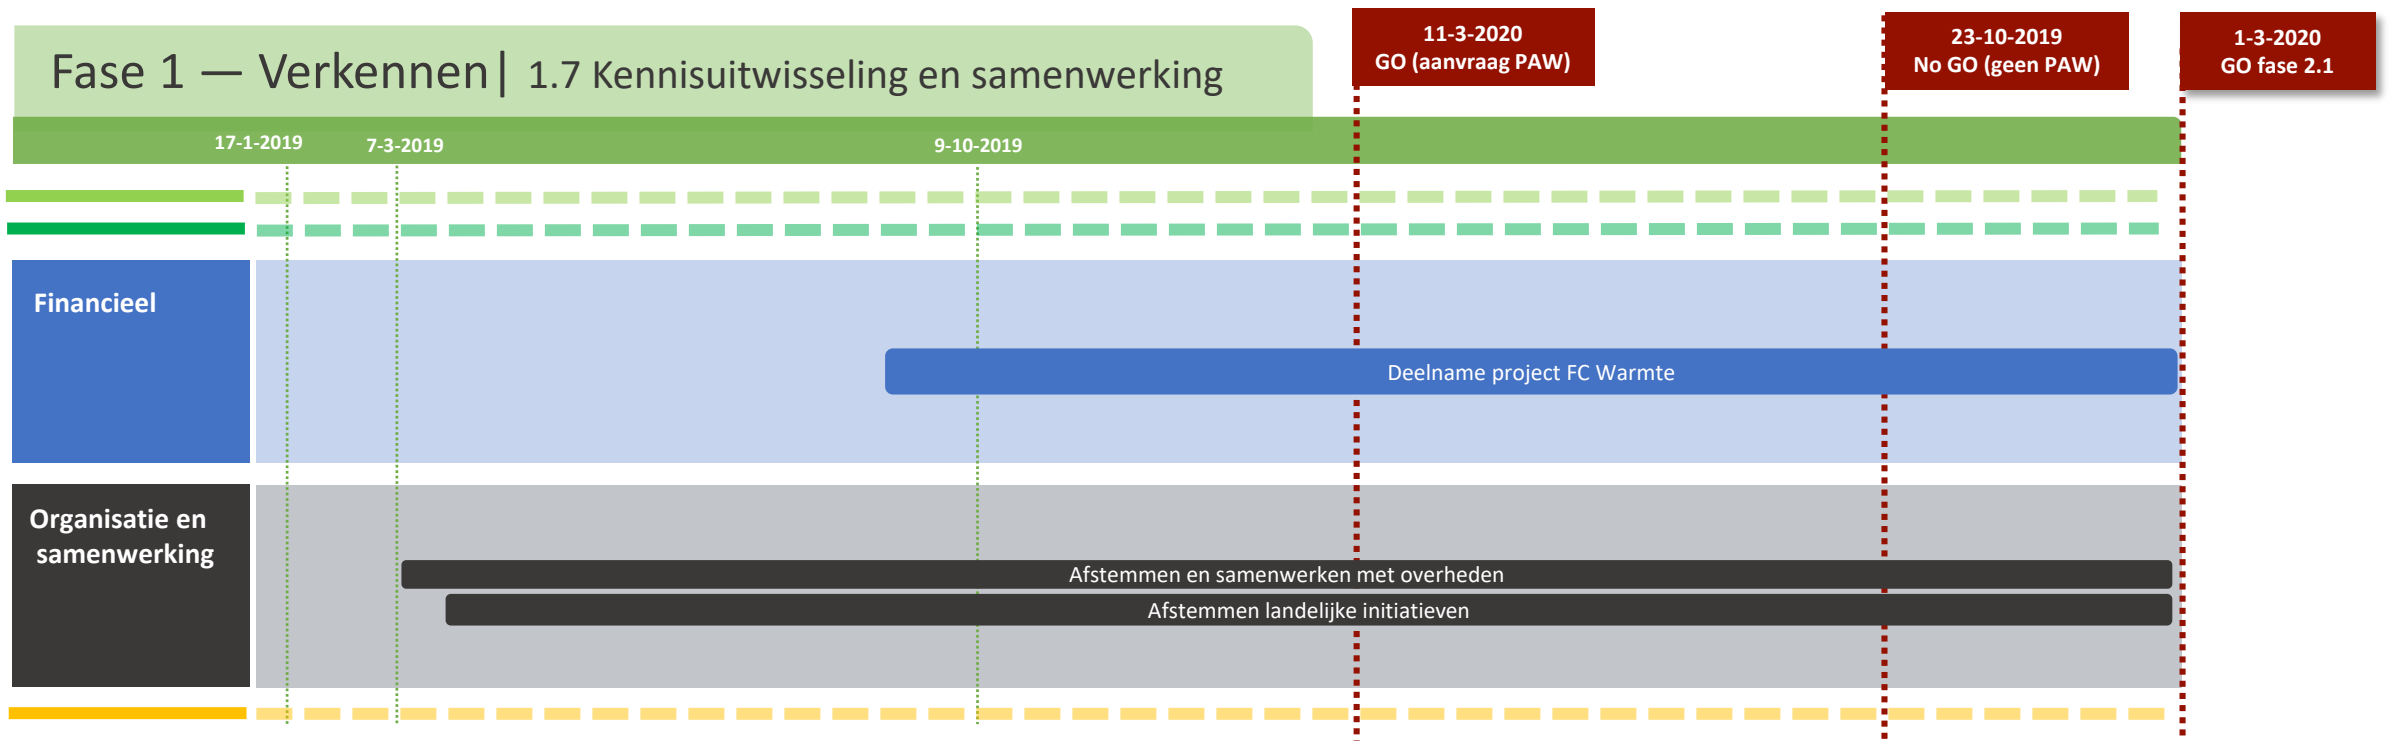 Fase 1 — Verkennen| 1.7 Kennisuitwisseling en samenwerking
11-3-2020
GO (aanvraag PAW)
23-10-2019
No GO (geen PAW)
1-3-2020
GO fase 2.1
17-1-2019
7-3-2019
9-10-2019
Financieel
Deelname project FC Warmte
Organisatie en
samenwerking
Afstemmen en samenwerken met overheden
Afstemmen landelijke initiatieven